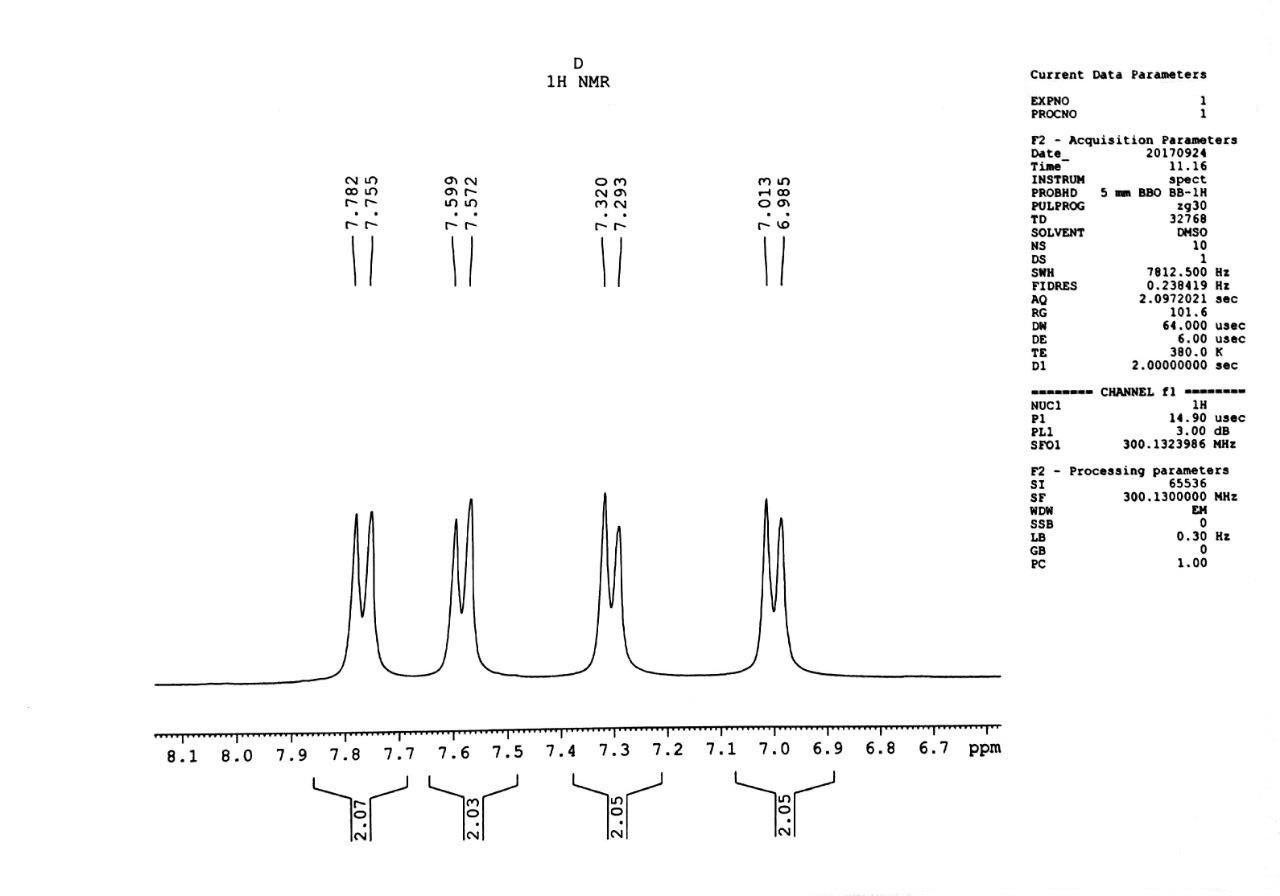 D
1H NMR
7.782
7.755
7.599
7.572
7.320
7.293
7.013
6.985
8.1 8.0 7.9 7.8 7.7 7.6 7.5 7.4 7.3 7.2 7.1 7.0 6.9 6.8 6.7 ppm
2.07
2.03
2.05
2.05
Current Data Parameters
EXPNO 1
PROCNO 1
F2 - Acquisition Parameters
Date_ 20170924
Time 11.16
INSTRUM spect
PROBHD 5 mm BBO BB-1H
PULPROG zg30
TD 32768
SOLVENT DMSO
NS 10
DS 1
SWH 7812.500 Hz
FIDRES 0.238419 Hz
AQ 2.0972021 sec
RG 101.6
DW 64.000 usec
DE 6.00 usec
TE 380.0 K
D1 2.00000000 sec
======== CHANNEL f1 ========
NUC1 1H
P1 14.90 usec
PL1 3.00 dB
SFO1 300.1323986 MHz
F2 - Processing parameters
SI 65536
SF 300.1300000 MHz
WDW EM
SSB 0
LB 0.30 Hz
GB 0
PC 1.00